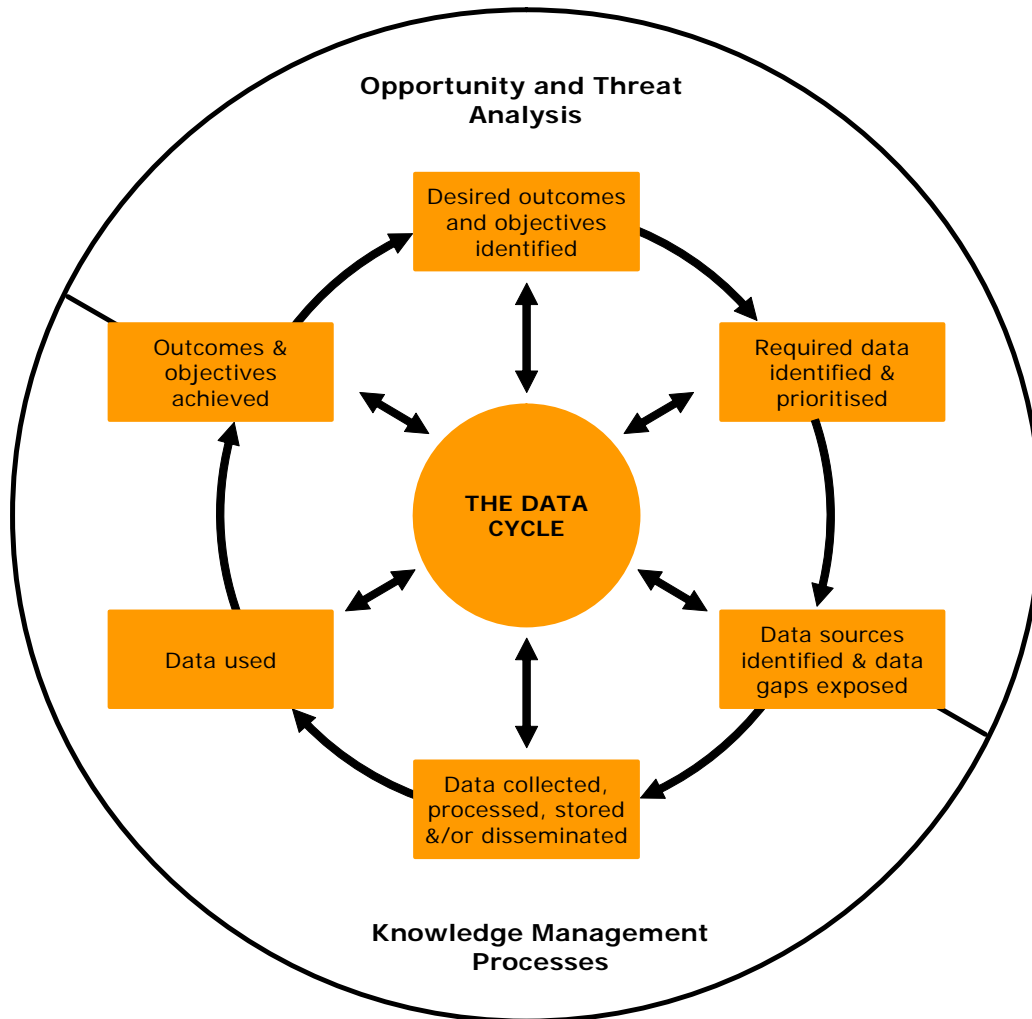 Opportunity and Threat
Analysis
Desired outcomes
and objectives
identified
Outcomes &
objectives
achieved
Required data
identified &
prioritised
THE DATA
CYCLE
Data used
Data sources
identified & data
gaps exposed
Data collected,
processed, stored
&/or disseminated
Knowledge Management
Processes